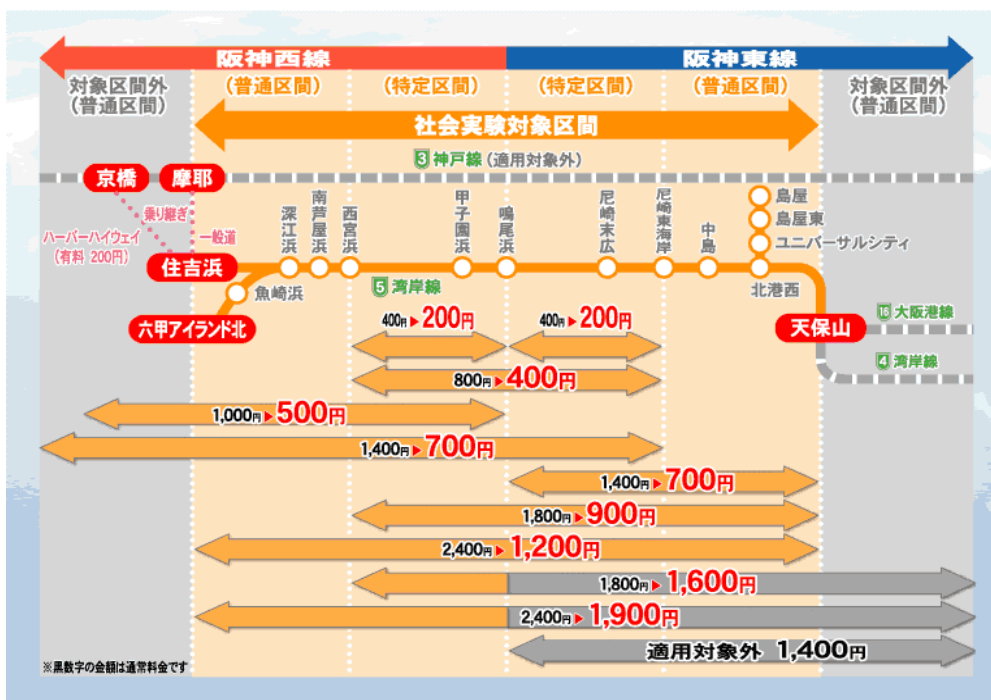 阪神西線
阪神東線
対象区間外
(普通区間)
(普通区間)
(特定区間)
(特定区間)
(普通区間)
対象区間外
(普通区間)
社会実験対象区間
3 神戸線(適用対象外)
京橋
摩耶
乗り継ぎ
ハーバーハイウェイ
(有料 200円)
一般道
住吉浜
魚崎浜
六甲アイランド北
深江浜
南芦屋浜
西宮浜
甲子園浜
鳴尾浜
尼崎末広
尼崎東海岸
中島
島屋
島屋東
ユニバーサルシティ
北港西
5 湾岸線
天保山
16 大阪港線
4 湾岸線
400円▶200円
400円▶200円
800円▶400円
1,000円▶500円
1,400円▶700円
1,400円▶700円
1,800円▶900円
2,400円▶1,200円
1,800円▶1,600円
2,400円▶1,900円
適用対象外 1,400円
※黒数字の金額は通常料金です